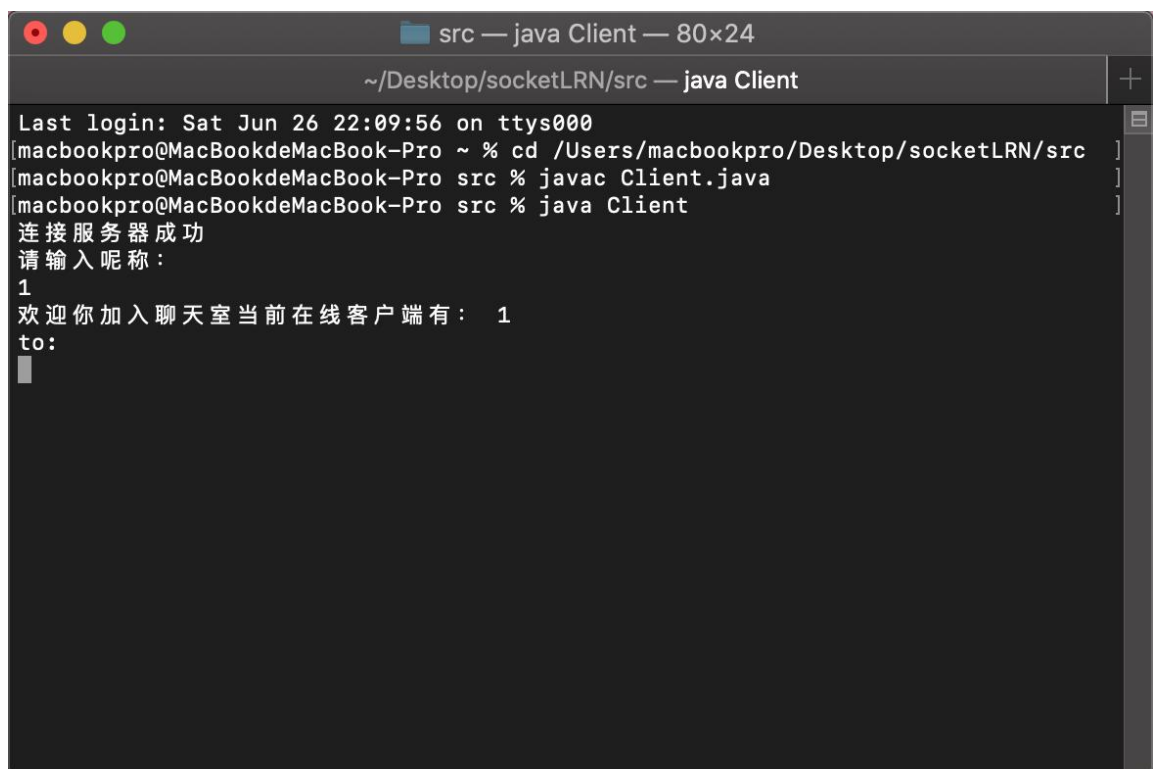 src — java Client — 80×24
~/Desktop/socketLRN/src — java Client
Last login: Sat Jun 26 22:09:56 on ttys000
[macbookpro@MacBookdeMacBook-Pro ~ % cd /Users/macbookpro/Desktop/socketLRN/src ]
[macbookpro@MacBookdeMacBook-Pro src % javac Client.java ]
[macbookpro@MacBookdeMacBook-Pro src % java Client ]
连接服务器成功
请输入呢称：
1
欢迎你加入聊天室当前在线客户端有： 1
to: